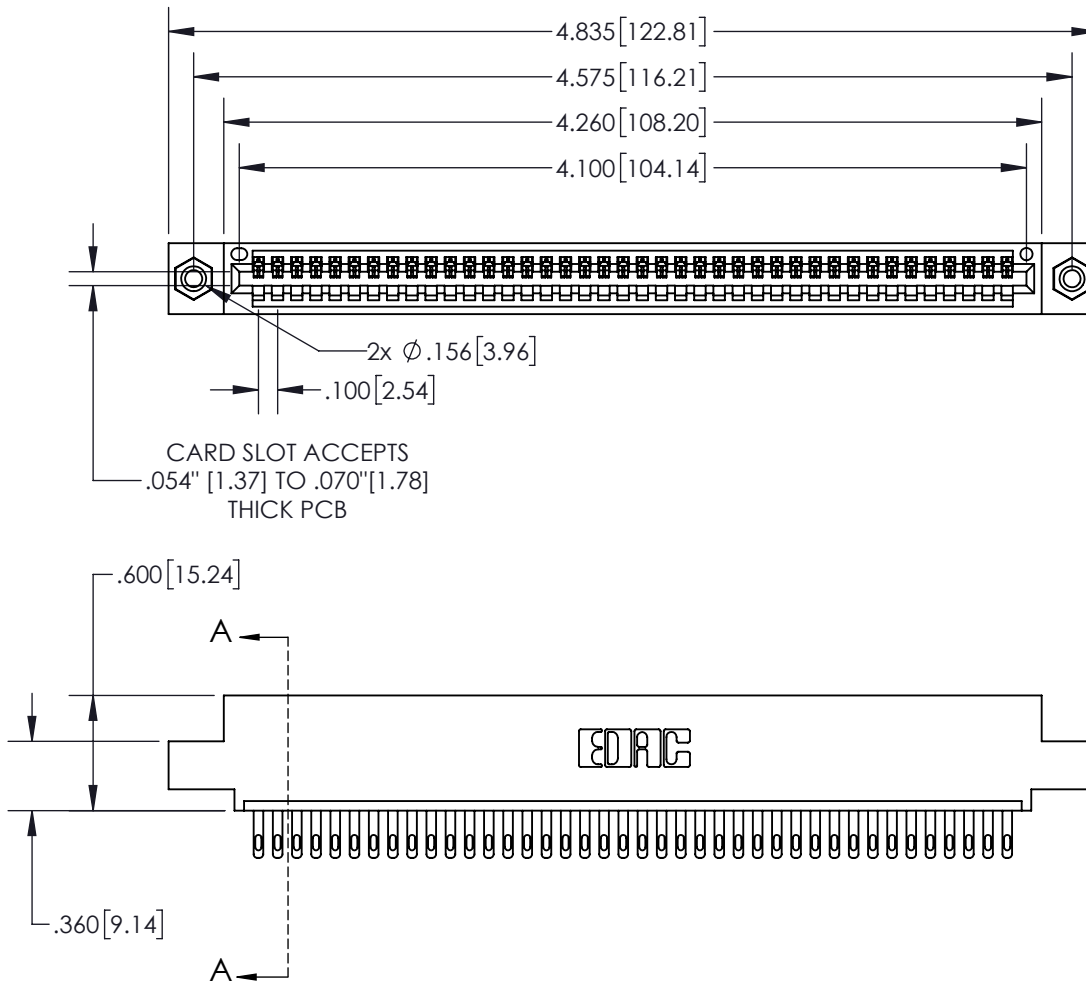 4.835[122.81]
4.575[116.21]
4.260[108.20]
4.100[104.14]
2x Ø.156[3.96]
.100[2.54]
CARD SLOT ACCEPTS
.054" [1.37] TO .070"[1.78]
THICK PCB
.600[15.24]
A
EDAC
.360[9.14]
A